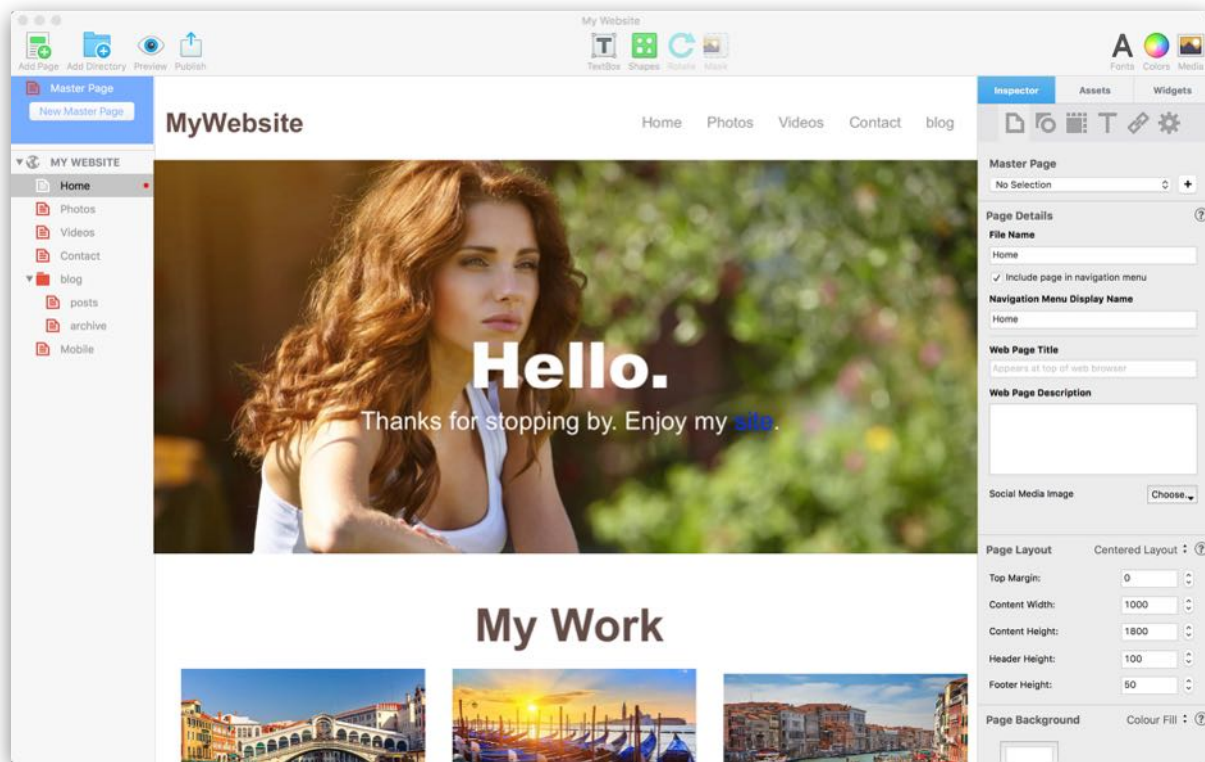 My Website
Add Page Add Directory Preview Publish
TextBox Shapes Rotate Mask
Fonts Colors Media
Master Page
New Master Page
MY WEBSITE
Home
Photos
Videos
Contact
blog
posts
archive
Mobile
MyWebsite
Home Photos Videos Contact blog
Hello.
Thanks for stopping by. Enjoy my site.
My Work
Inspector Assets Widgets
Master Page
No Selection
Page Details ?
File Name
Home
Include page in navigation menu
Navigation Menu Display Name
Home
Web Page Title
Appears at top of web browser
Web Page Description
Social Media Image Choose...
Page Layout Centered Layout ?
Top Margin: 0
Content Width: 1000
Content Height: 1800
Header Height: 100
Footer Height: 50
Page Background Colour Fill ?